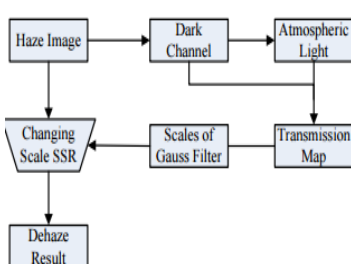 Haze Image
Dark
Channel
Atmospheric
Light
Changing
Scale SSR
Scales of
Gauss Filter
Transmission
Map
Dehaze
Result